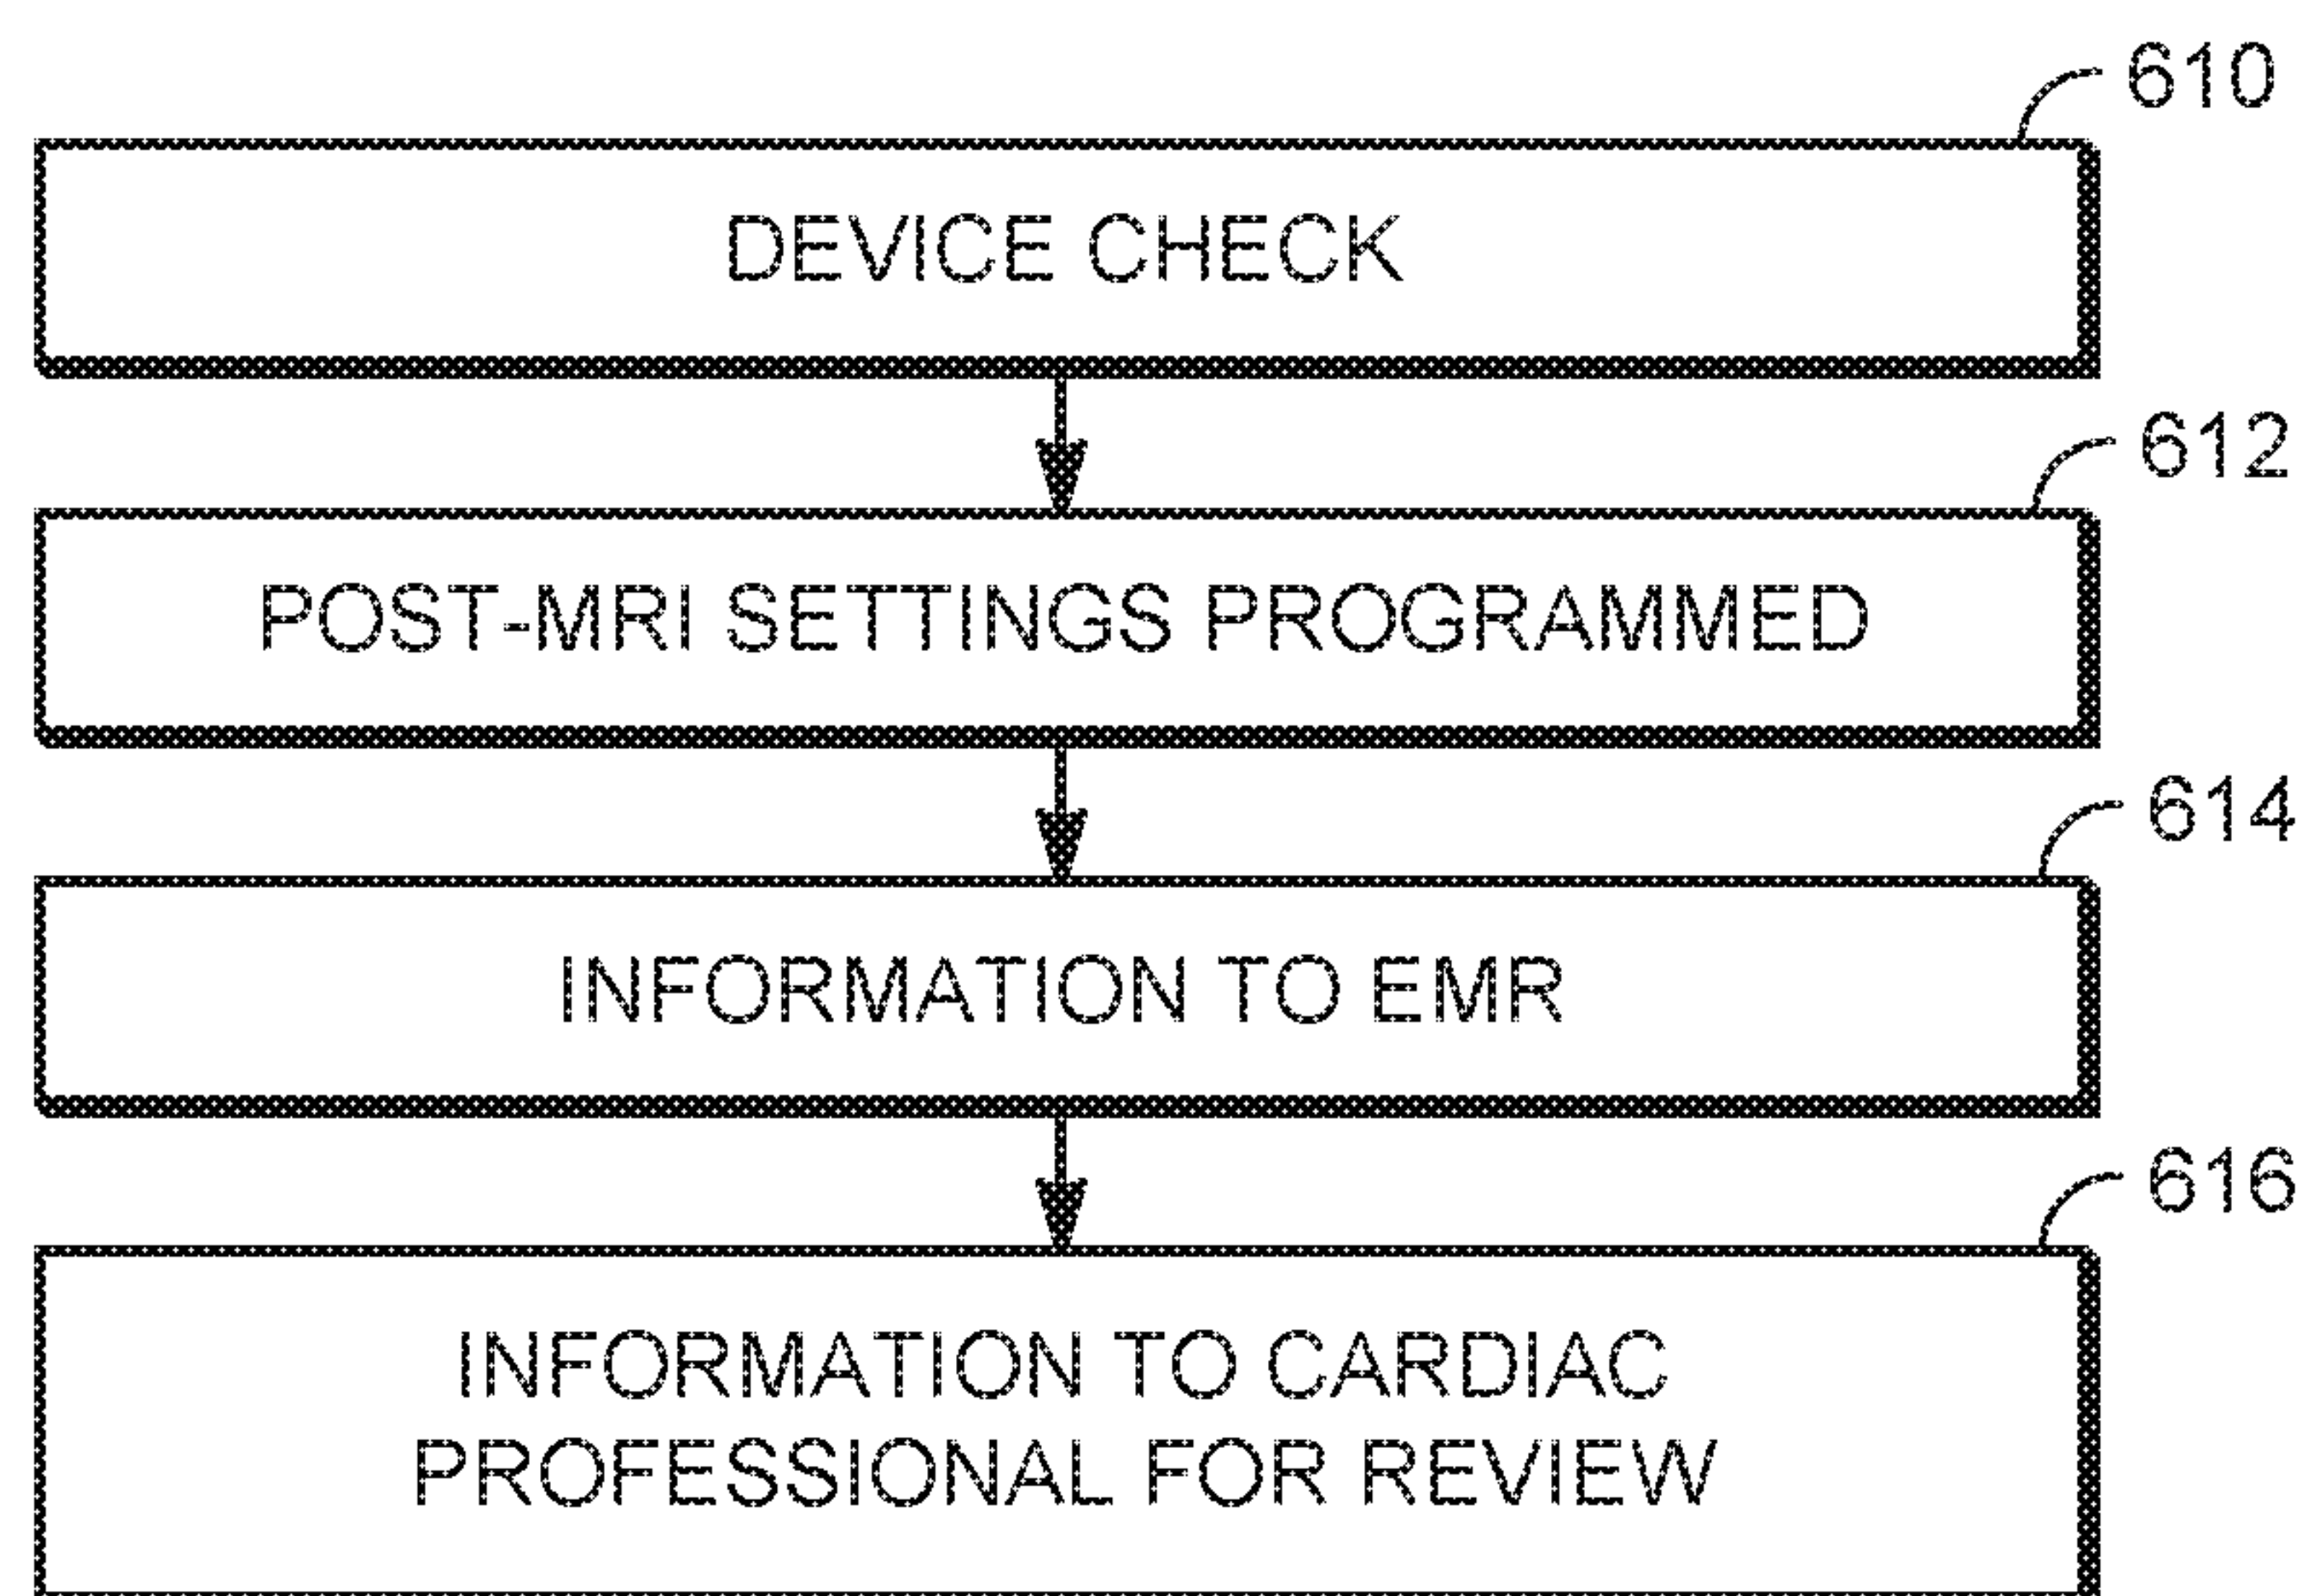 610
DEVICE CHECK
612
POST-MRI SETTINGS PROGRAMMED
614
INFORMATION TO EMR
616
INFORMATION TO CARDIAC
PROFESSIONAL FOR REVIEW